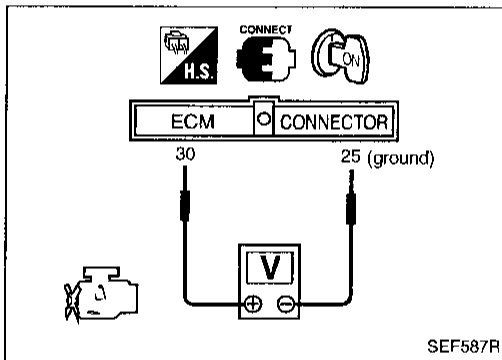 CONNECT
H.S.
ON
ECM CONNECTOR
30 25 (ground)
V
⊕ ⊖
SEF587R